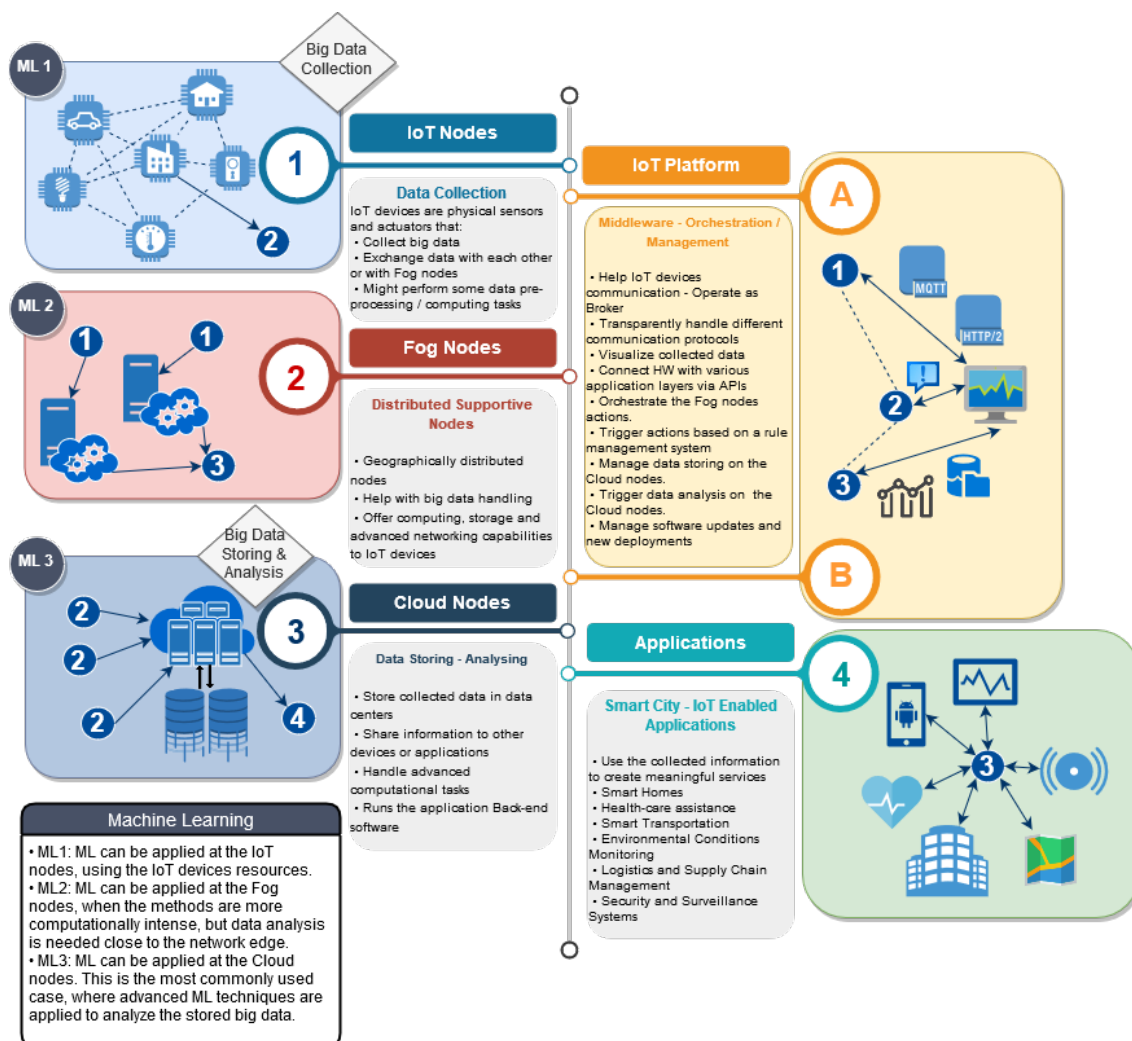 ML 1
Big Data
Collection
1
2
IoT Nodes
Data Collection
IoT devices are physical sensors
and actuators that:
• Collect big data
• Exchange data with each other
or with Fog nodes
• Might perform some data pre-
processing / computing tasks
IoT Platform
A
Middleware - Orchestration /
Management
• Help IoT devices
communication - Operate as
Broker
• Transparently handle different
communication protocols
• Visualize collected data
• Connect HW with various
application layers via APIs
• Orchestrate the Fog nodes
actions.
• Trigger actions based on a rule
management system
• Manage data storing on the
Cloud nodes.
• Trigger data analysis on the
Cloud nodes.
• Manage software updates and
new deployments
1
MQTT
HTTP/2
2
3
B
ML 2
1
1
2
3
Fog Nodes
Distributed Supportive
Nodes
• Geographically distributed
nodes
• Help with big data handling
• Offer computing, storage and
advanced networking capabilities
to IoT devices
ML 3
Big Data
Storing &
Analysis
2
2
2
3
4
Cloud Nodes
Data Storing - Analysing
• Store collected data in data
centers
• Share information to other
devices or applications
• Handle advanced
computational tasks
• Runs the application Back-end
software
Applications
4
Smart City - IoT Enabled
Applications
• Use the collected information
to create meaningful services
• Smart Homes
• Health-care assistance
• Smart Transportation
• Environmental Conditions
Monitoring
• Logistics and Supply Chain
Management
• Security and Surveillance
Systems
3
Machine Learning
• ML1: ML can be applied at the IoT
nodes, using the IoT devices resources.
• ML2: ML can be applied at the Fog
nodes, when the methods are more
computationally intense, but data analysis
is needed close to the network edge.
• ML3: ML can be applied at the Cloud
nodes. This is the most commonly used
case, where advanced ML techniques are
applied to analyze the stored big data.